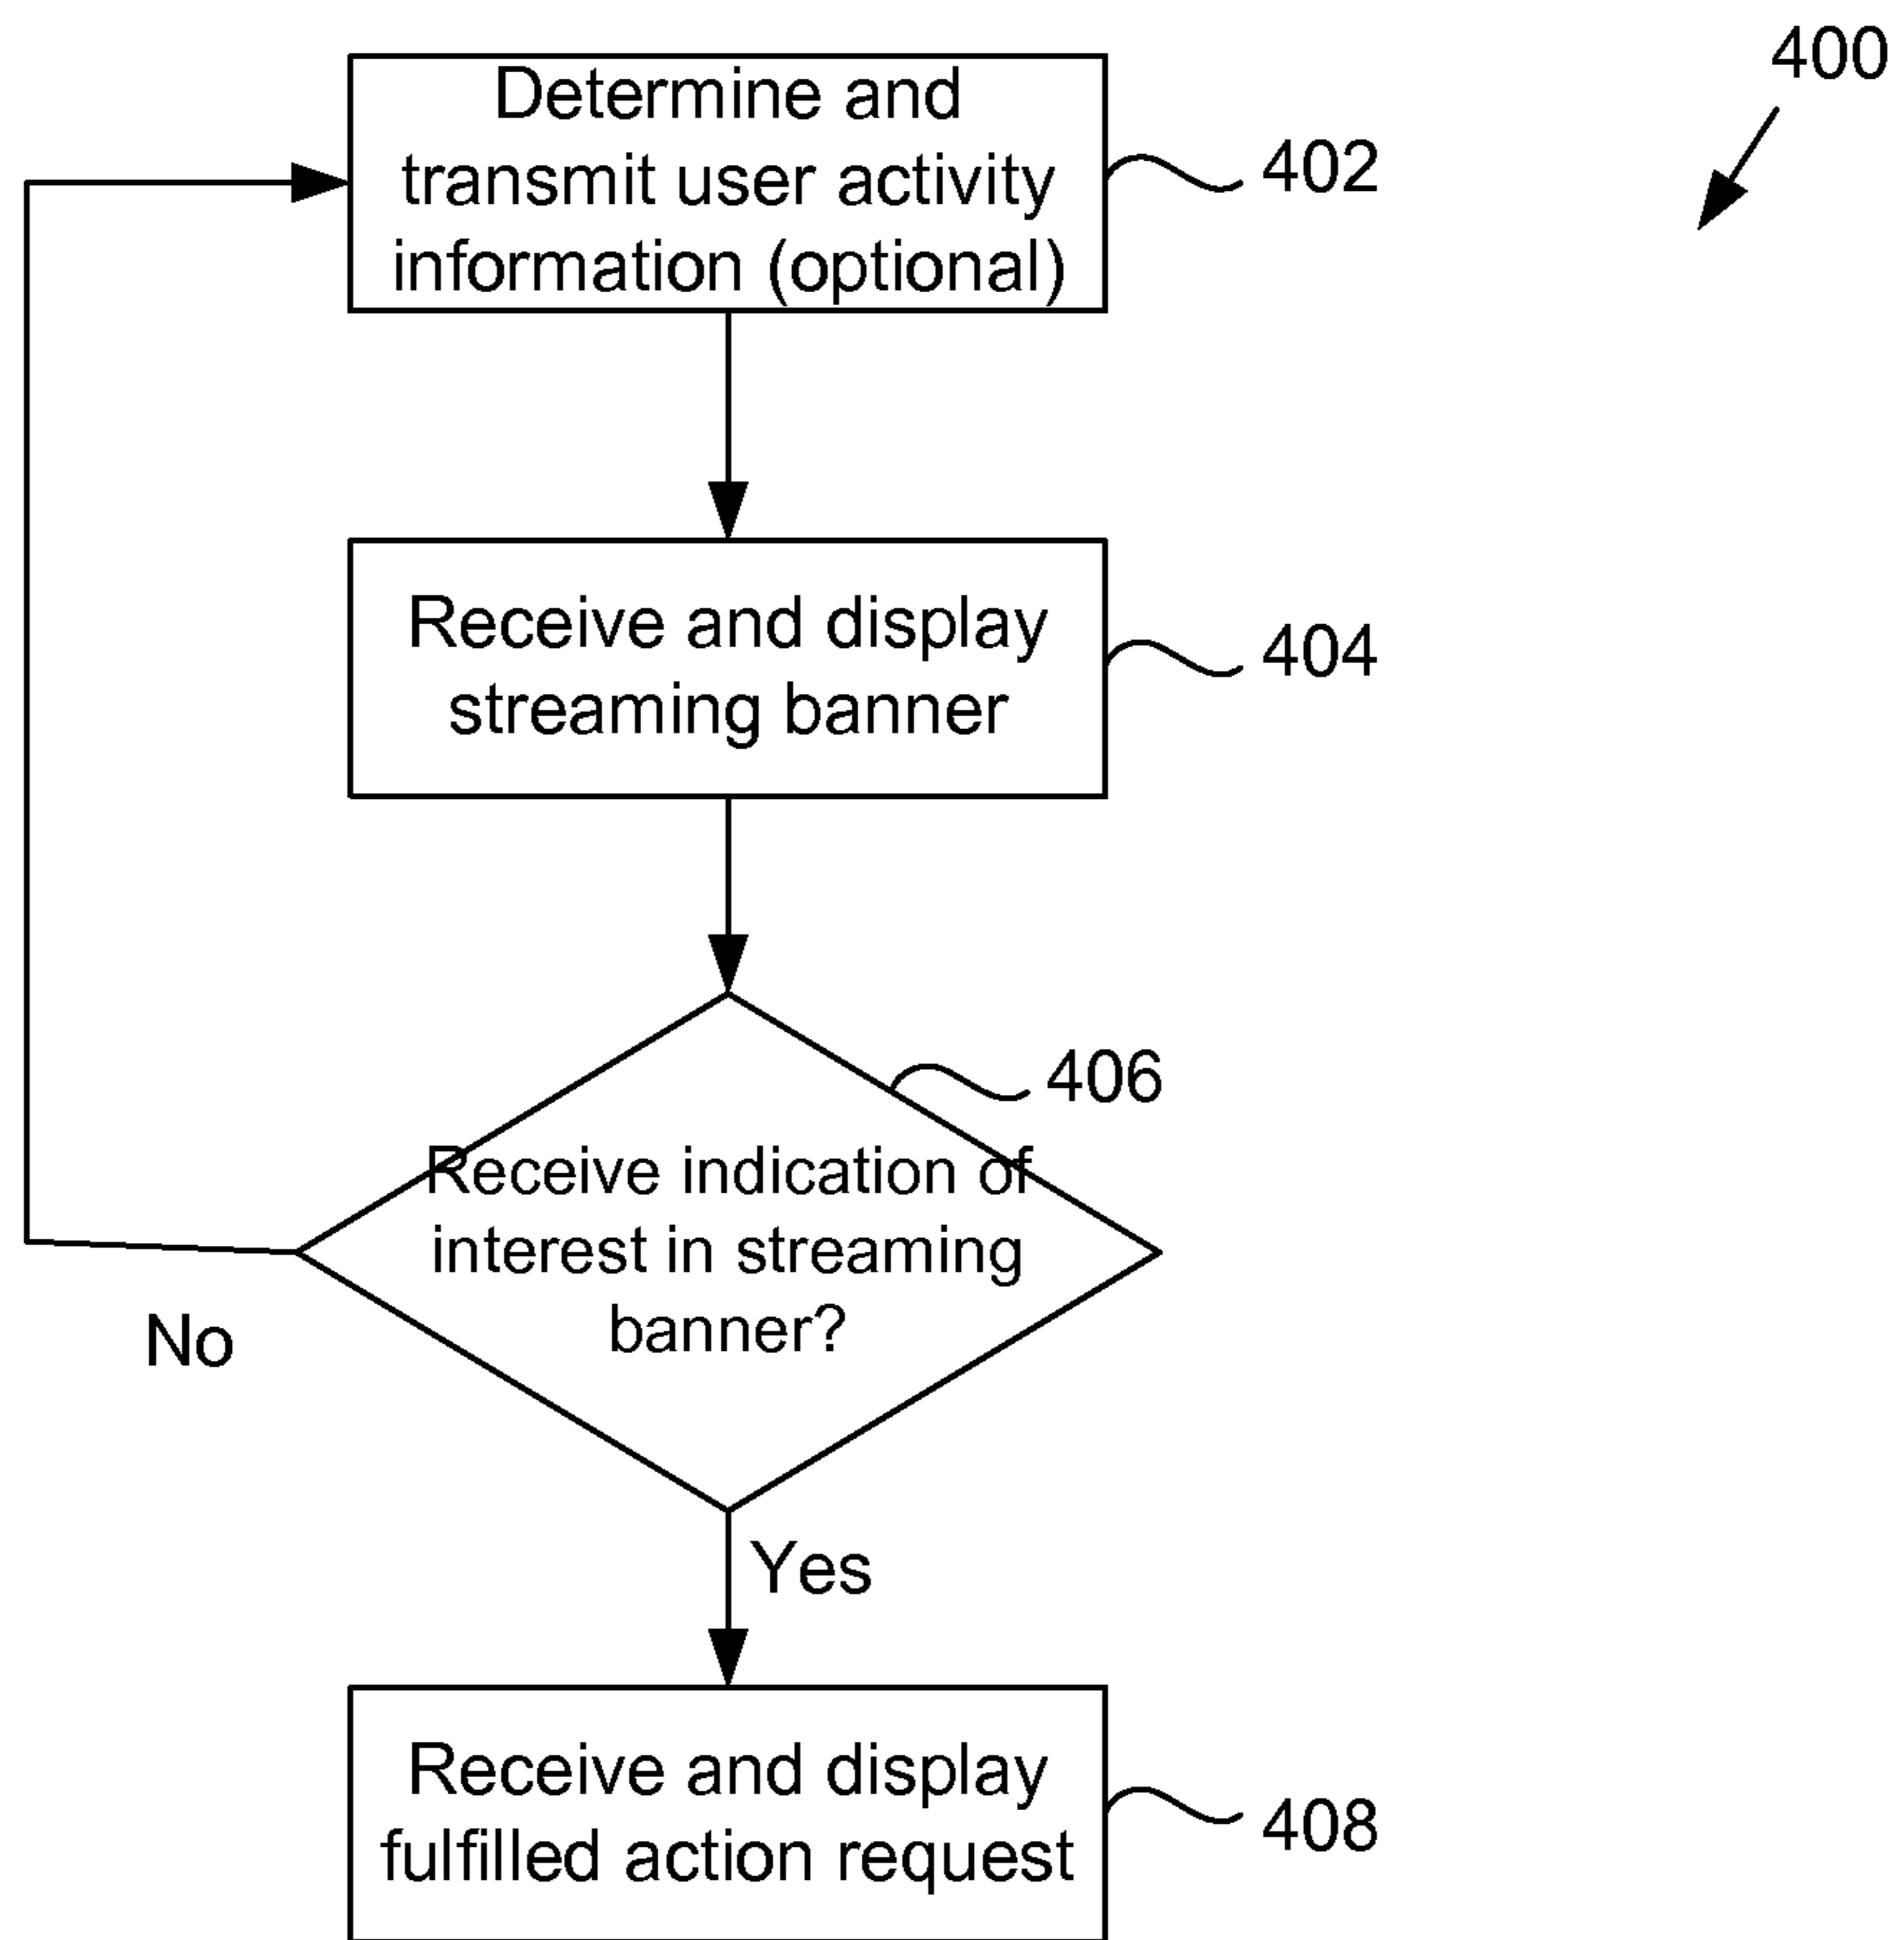 400
Determine and
transmit user activity
information (optional)
402
Receive and display
streaming banner
404
406
Receive indication of
interest in streaming
banner?
No
Yes
Receive and display
fulfilled action request
408